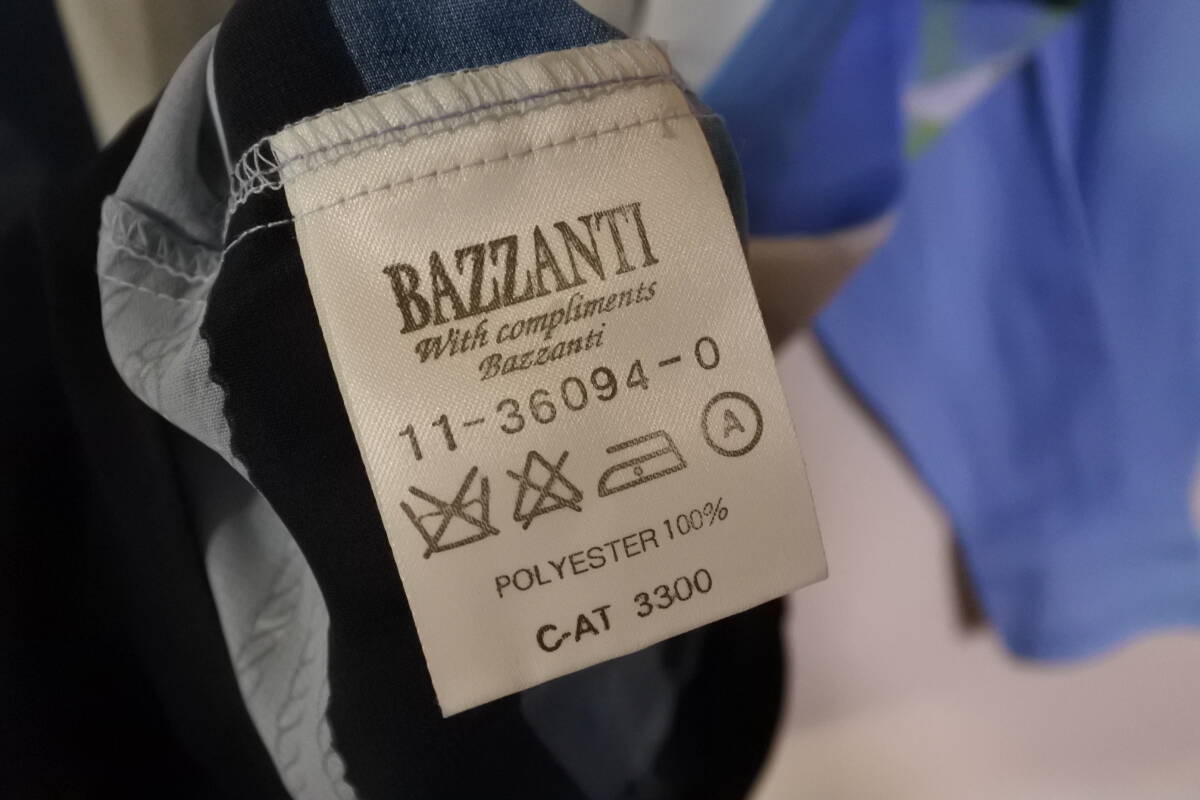 BAZZANTI
With compliments
Bazzanti
11-36094-0
A
POLYESTER 100%
C-AT 3300